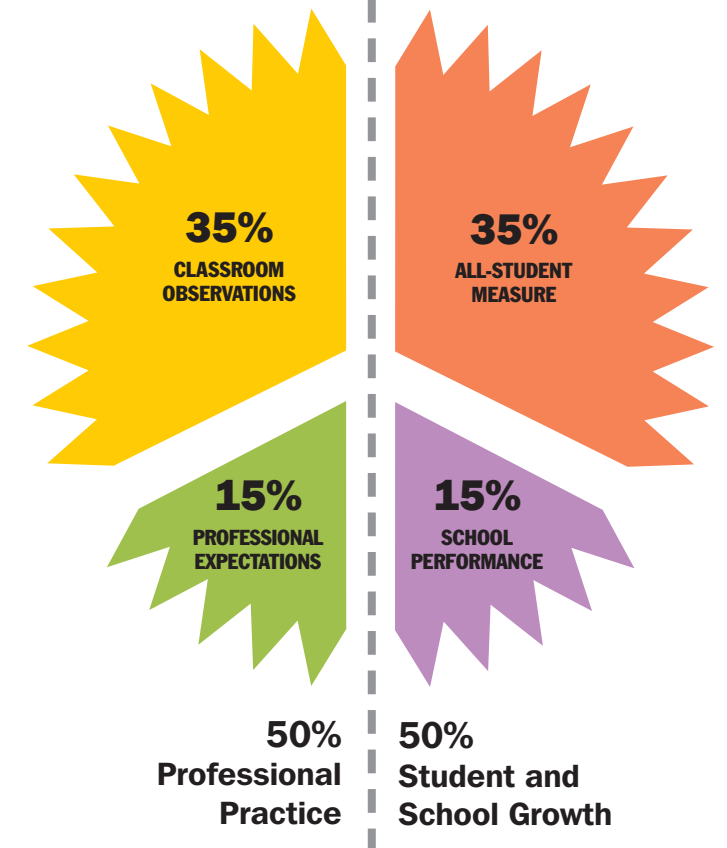 35%
CLASSROOM
OBSERVATIONS
35%
ALL-STUDENT
MEASURE
15%
PROFESSIONAL
EXPECTATIONS
15%
SCHOOL
PERFORMANCE
50%
Professional
Practice
50%
Student and
School Growth